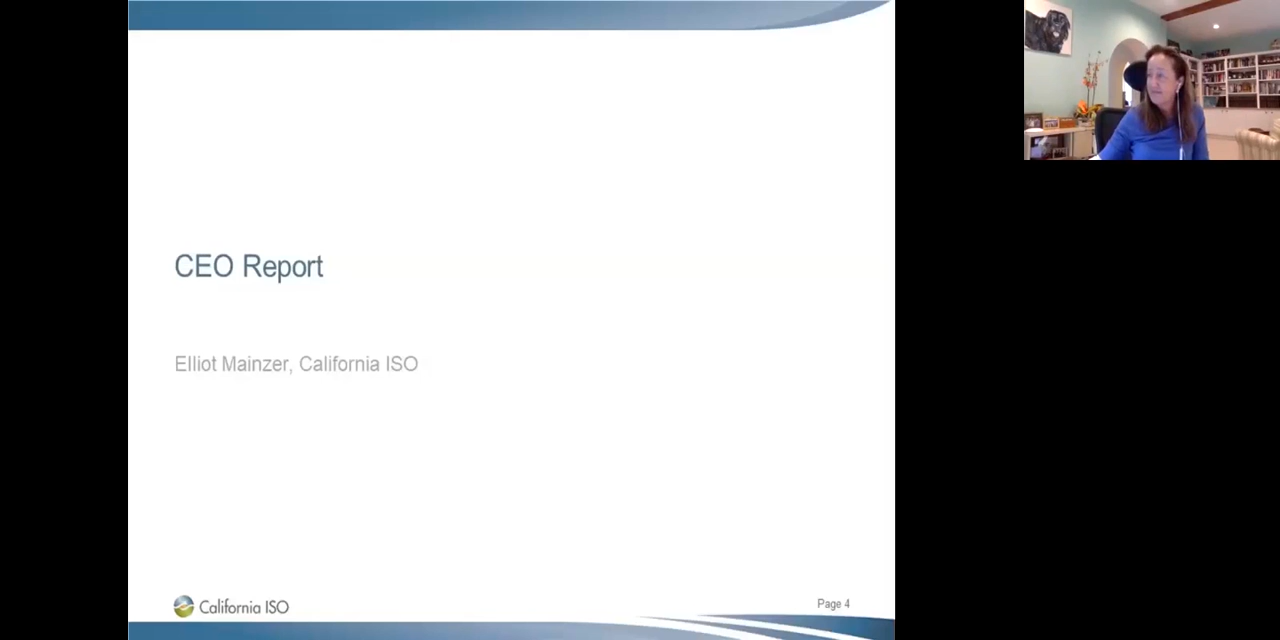 CEO Report
Elliot Mainzer, California ISO
California ISO
Page 4